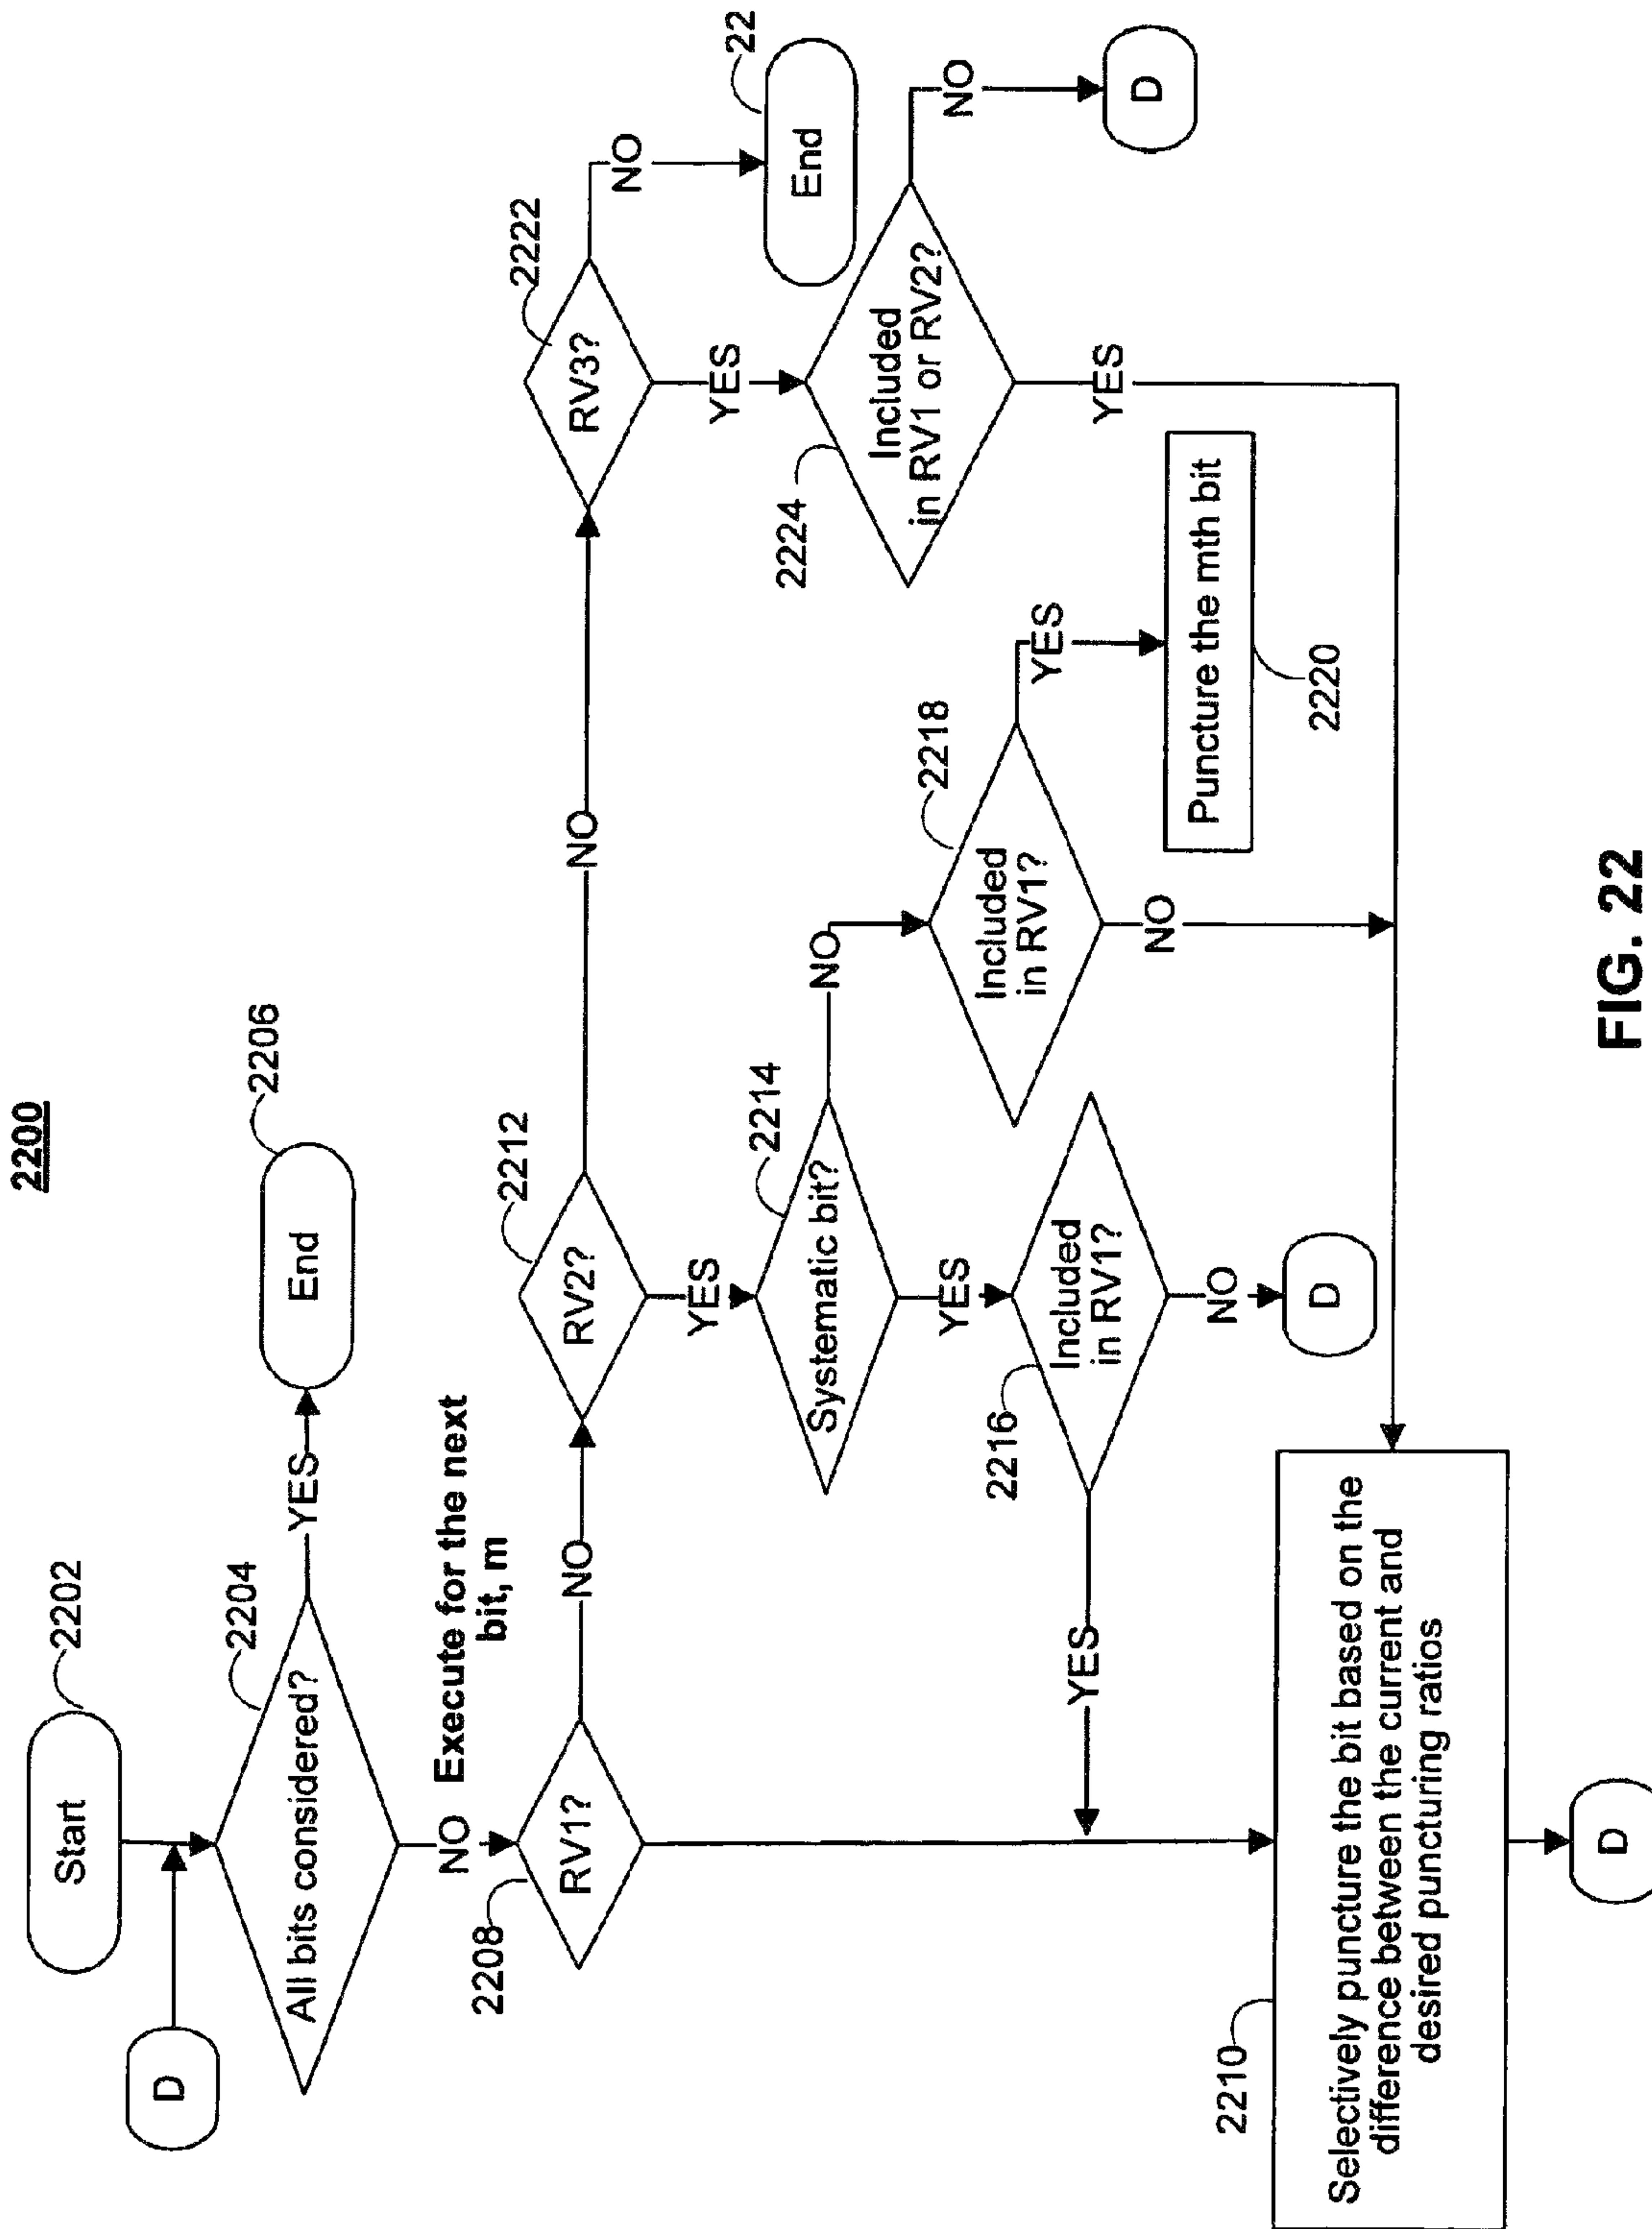 2200
Start
2202
D
All bits considered?
2204
YES
End
2206
NO
Execute for the next
bit, m
RV1?
2208
NO
RV2?
2212
NO
RV3?
2222
NO
End
22
YES
Systematic bit?
2214
NO
YES
Included
in RV1 or RV2?
2224
NO
D
YES
Included
in RV1?
2216
YES
NO
D
Included
in RV1?
2218
YES
NO
Puncture the mth bit
2220
YES
Selectively puncture the bit based on the
difference between the current and
desired puncturing ratios
2210
D
FIG. 22